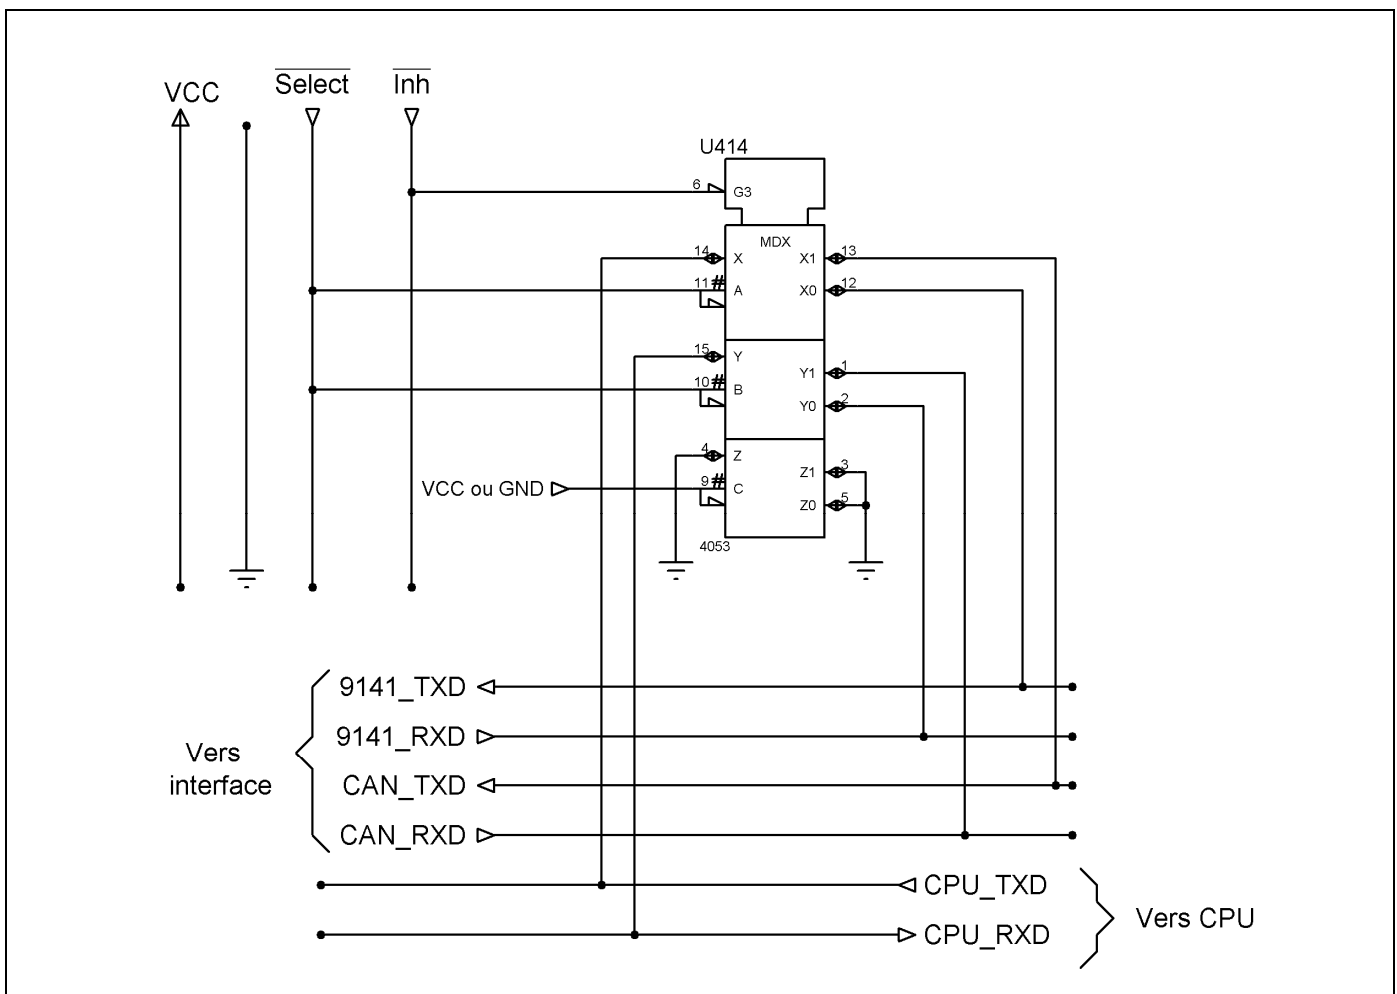 VCC
Select
Inh
U414
6 G3
MDX
14 X X1 13
11 # A X0 12
15 Y
Y1 1
10 # B
Y0 2
4 Z
Z1 3
VCC ou GND 9 # C
Z0 5
4053
9141_TXD
9141_RXD
Vers
interface
CAN_TXD
CAN_RXD
CPU_TXD
Vers CPU
CPU_RXD